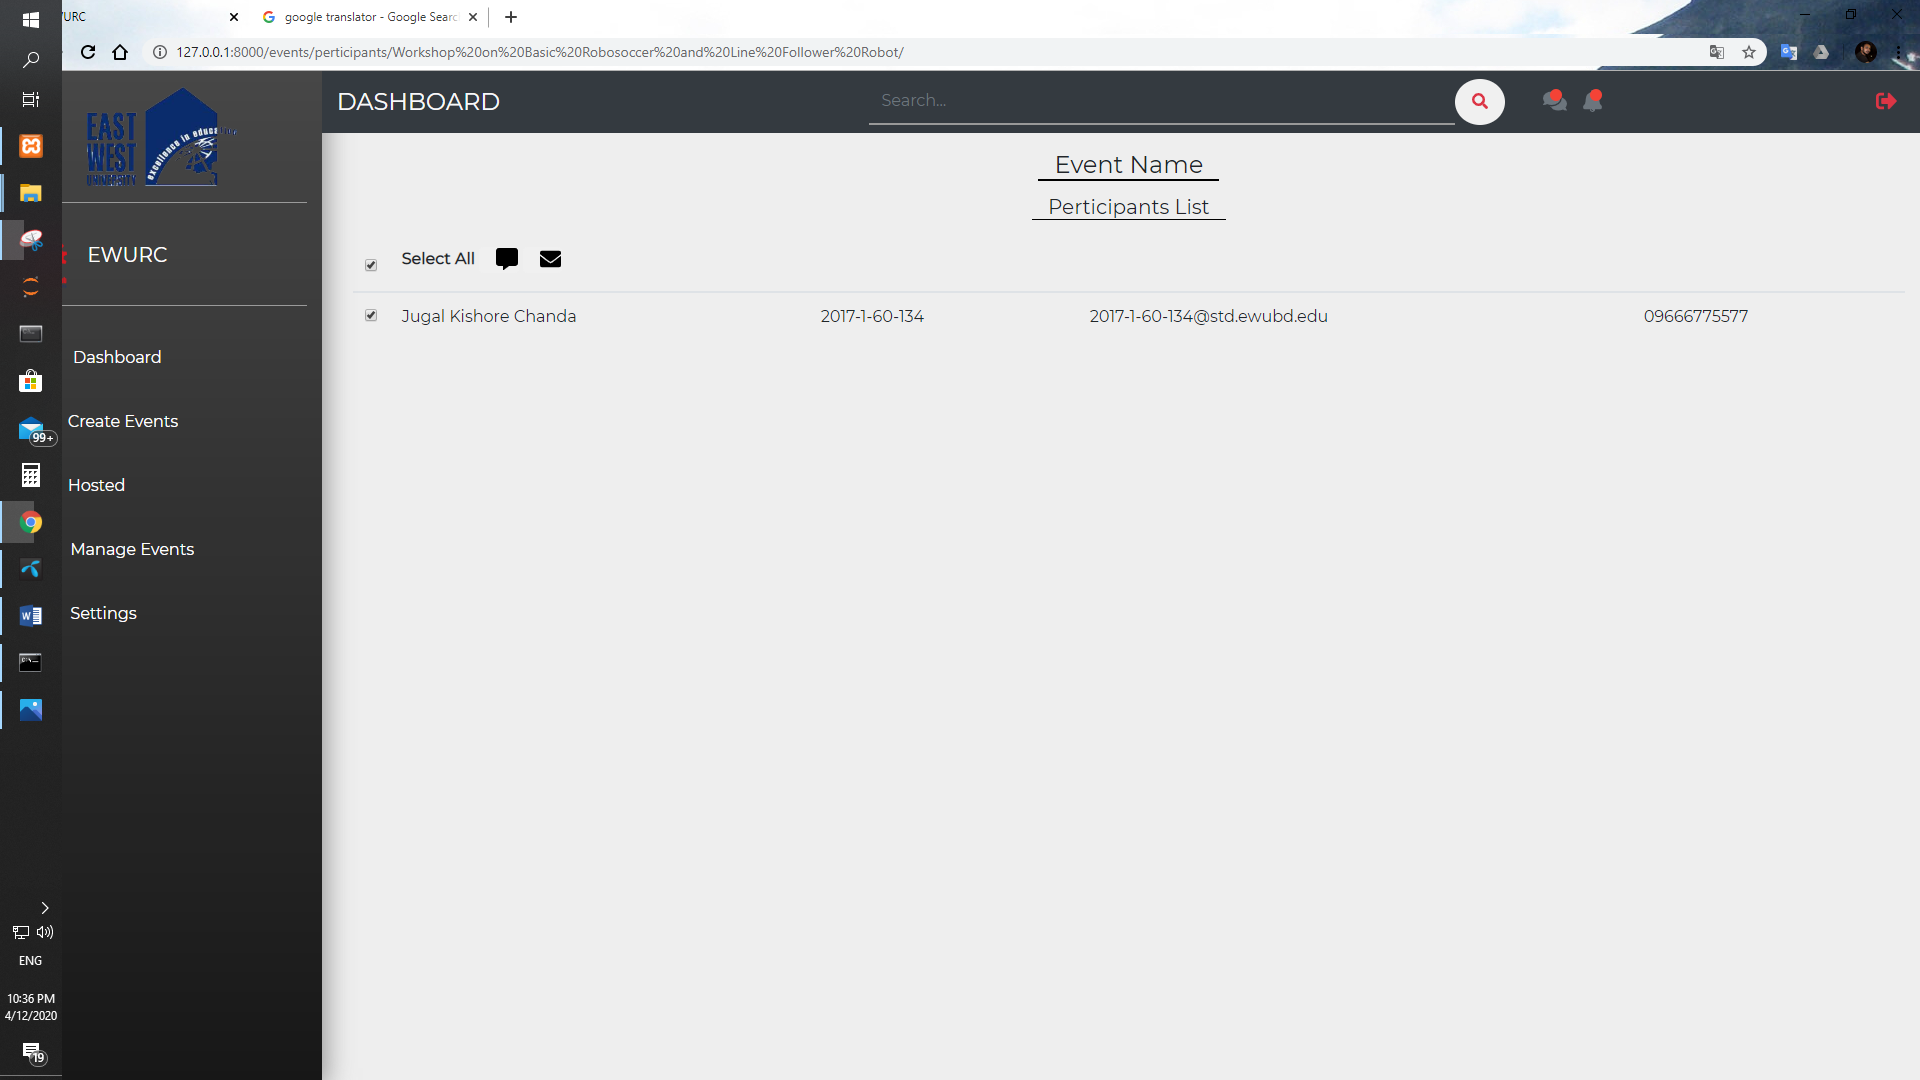 URC
google translator - Google Searc
127.0.0.1:8000/events/perticipants/Workshop%20on%20Basic%20Robosoccer%20and%20Line%20Follower%20Robot/
EAST
WEST
UNIVERSITY
excellence in education
DASHBOARD
Search...
Event Name
Perticipants List
EWURC
Select All
Jugal Kishore Chanda 2017-1-60-134 2017-1-60-134@std.ewubd.edu 09666775577
Dashboard
Create Events
Hosted
Manage Events
Settings
99+
ENG
10:36 PM
4/12/2020
19